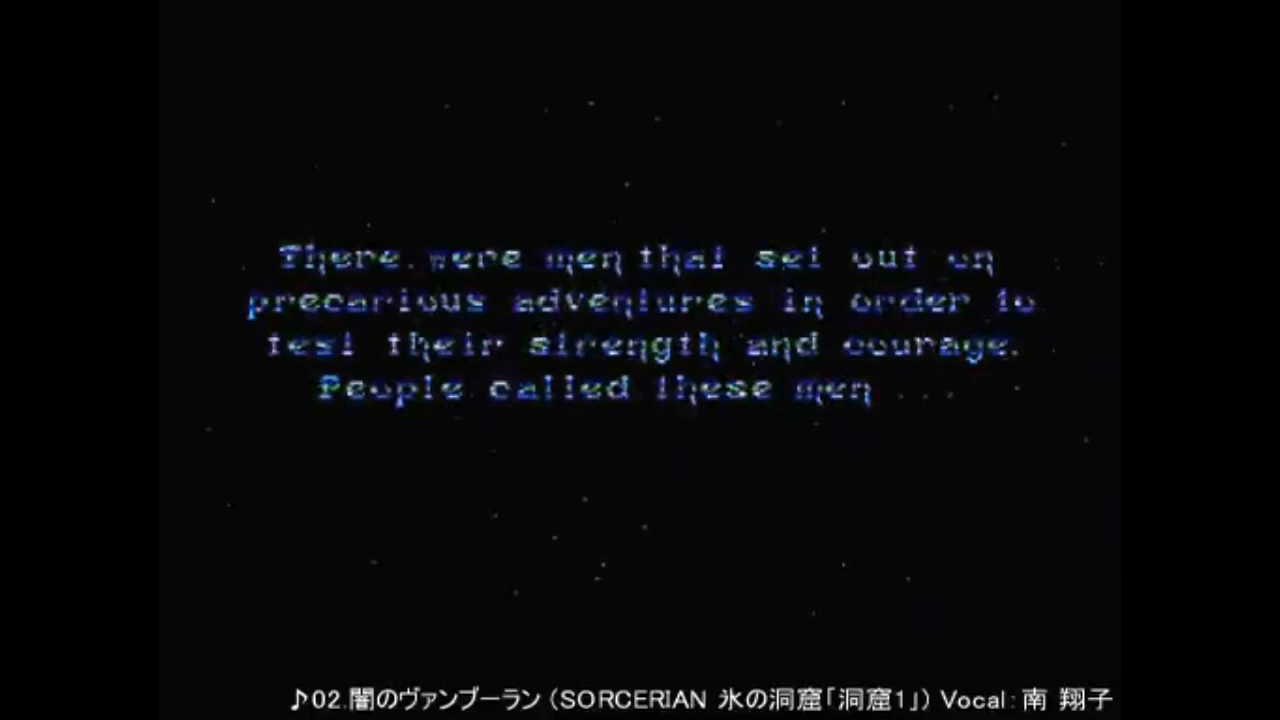 There were men that set out on
precarious adventures in order to
test their strength and courage.
People called these men ...
♪02.闇のヴァンブーラン (SORCERIAN 氷の洞窟「洞窟1」) Vocal: 南 翔子